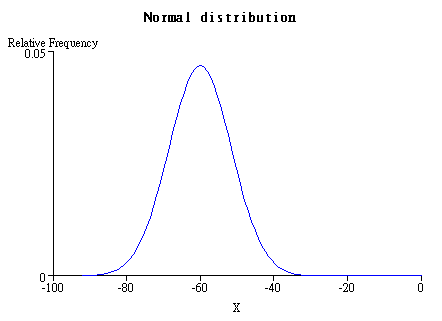 Normal distribution
Relative Frequency
0.05
0
-100 -80 -60 -40 -20 0
X